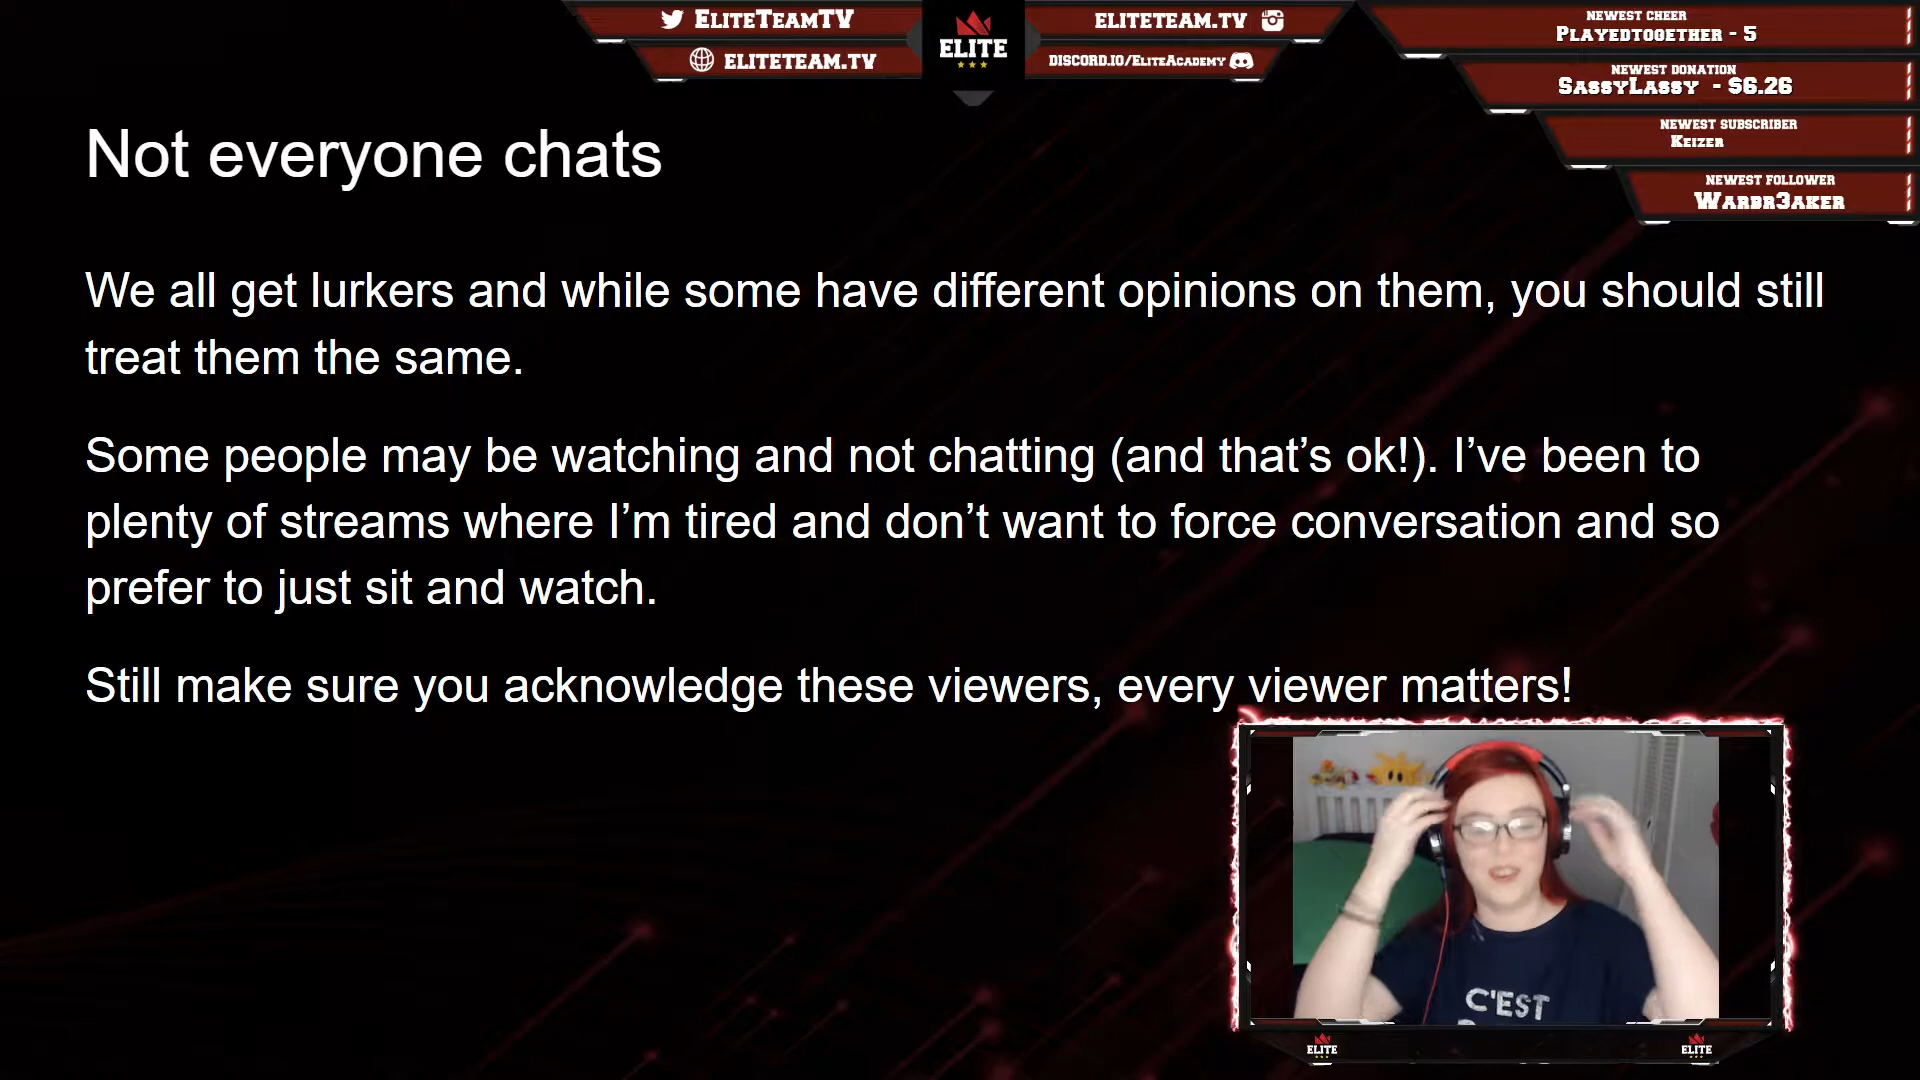 EliteTeamTV
eliteteam.tv
ELITE
eliteteam.tv
discord.io/EliteAcademy
Newest Cheer
Playedtogether - 5
Newest Donation
SassyLassy - $6.26
Newest Subscriber
Keizer
Newest Follower
Warbr3aker
Not everyone chats
We all get lurkers and while some have different opinions on them, you should still
treat them the same.
Some people may be watching and not chatting (and that’s ok!). I’ve been to
plenty of streams where I’m tired and don’t want to force conversation and so
prefer to just sit and watch.
Still make sure you acknowledge these viewers, every viewer matters!
C'EST
ELITE
ELITE